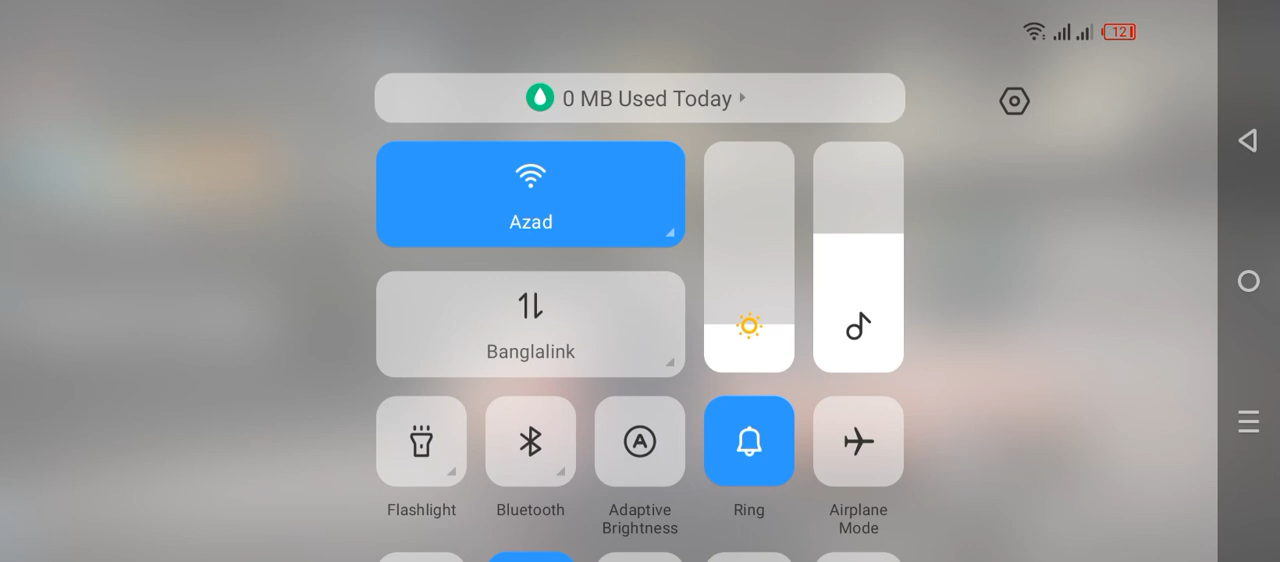 12
0 MB Used Today
Azad
Banglalink
Flashlight
Bluetooth
Adaptive
Brightness
Ring
Airplane
Mode